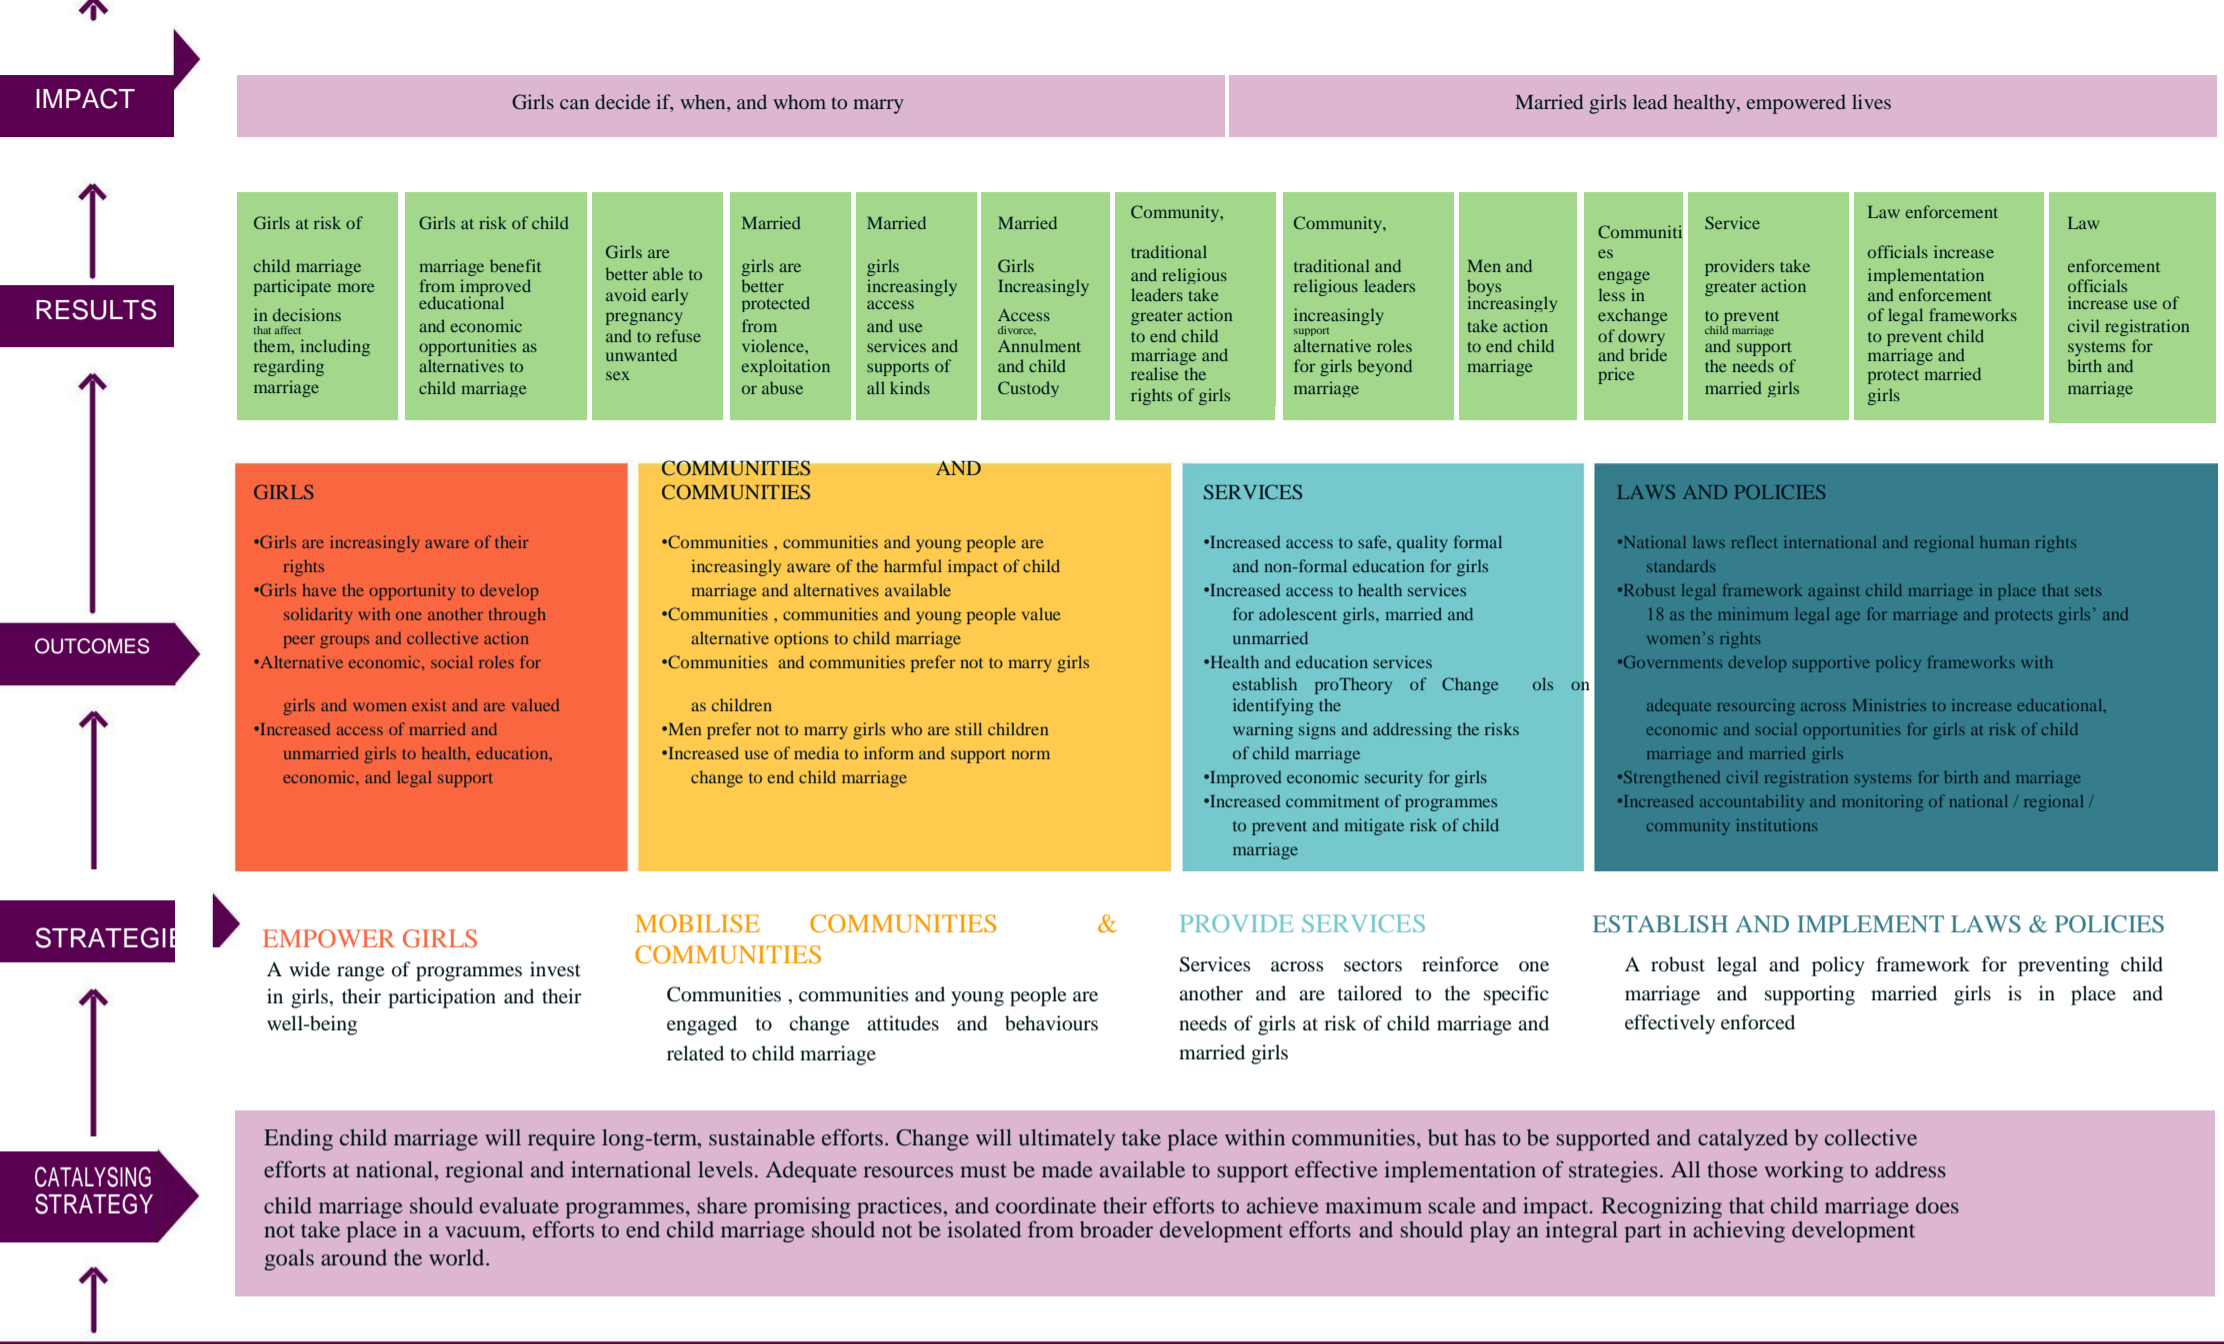 IMPACT
Girls can decide if, when, and whom to marry
Married girls lead healthy, empowered lives
RESULTS
Girls at risk of
child marriage
participate more
in decisions
that affect
them, including
regarding
marriage
Girls at risk of child
marriage benefit
from improved
educational
and economic
opportunities as
alternatives to
child marriage
Girls are
better able to
avoid early
pregnancy
and to refuse
unwanted
sex
Married
girls are
better
protected
from
violence,
exploitation
or abuse
Married
girls
increasingly
access
and use
services and
supports of
all kinds
Married
Girls
Increasingly
Access
divorce,
Annulment
and child
Custody
Community,
traditional
and religious
leaders take
greater action
to end child
marriage and
realise the
rights of girls
Community,
traditional and
religious leaders
increasingly
support
alternative roles
for girls beyond
marriage
Men and
boys
increasingly
take action
to end child
marriage
Communiti
es
engage
less in
exchange
of dowry
and bride
price
Service
providers take
greater action
to prevent
child marriage
and support
the needs of
married girls
Law enforcement
officials increase
implementation
and enforcement
of legal frameworks
to prevent child
marriage and
protect married
girls
Law
enforcement
officials
increase use of
civil registration
systems for
birth and
marriage
OUTCOMES
GIRLS
•Girls are increasingly aware of their
rights
•Girls have the opportunity to develop
solidarity with one another through
peer groups and collective action
•Alternative economic, social roles for
girls and women exist and are valued
•Increased access of married and
unmarried girls to health, education,
economic, and legal support
COMMUNITIES AND
COMMUNITIES
•Communities , communities and young people are
increasingly aware of the harmful impact of child
marriage and alternatives available
•Communities , communities and young people value
alternative options to child marriage
•Communities and communities prefer not to marry girls
as children
•Men prefer not to marry girls who are still children
•Increased use of media to inform and support norm
change to end child marriage
SERVICES
•Increased access to safe, quality formal
and non-formal education for girls
•Increased access to health services
for adolescent girls, married and
unmarried
•Health and education services
establish proTheory of Change ols on
identifying the
warning signs and addressing the risks
of child marriage
•Improved economic security for girls
•Increased commitment of programmes
to prevent and mitigate risk of child
marriage
LAWS AND POLICIES
•National laws reflect international and regional human rights
standards
•Robust legal framework against child marriage in place that sets
18 as the minimum legal age for marriage and protects girls’ and
women’s rights
•Governments develop supportive policy frameworks with
adequate resourcing across Ministries to increase educational,
economic and social opportunities for girls at risk of child
marriage and married girls
•Strengthened civil registration systems for birth and marriage
•Increased accountability and monitoring of national / regional /
community institutions
STRATEGIE
EMPOWER GIRLS
A wide range of programmes invest
in girls, their participation and their
well-being
MOBILISE COMMUNITIES &
COMMUNITIES
Communities , communities and young people are
engaged to change attitudes and behaviours
related to child marriage
PROVIDE SERVICES
Services across sectors reinforce one
another and are tailored to the specific
needs of girls at risk of child marriage and
married girls
ESTABLISH AND IMPLEMENT LAWS & POLICIES
A robust legal and policy framework for preventing child
marriage and supporting married girls is in place and
effectively enforced
CATALYSING
STRATEGY
Ending child marriage will require long-term, sustainable efforts. Change will ultimately take place within communities, but has to be supported and catalyzed by collective
efforts at national, regional and international levels. Adequate resources must be made available to support effective implementation of strategies. All those working to address
child marriage should evaluate programmes, share promising practices, and coordinate their efforts to achieve maximum scale and impact. Recognizing that child marriage does
not take place in a vacuum, efforts to end child marriage should not be isolated from broader development efforts and should play an integral part in achieving development
goals around the world.